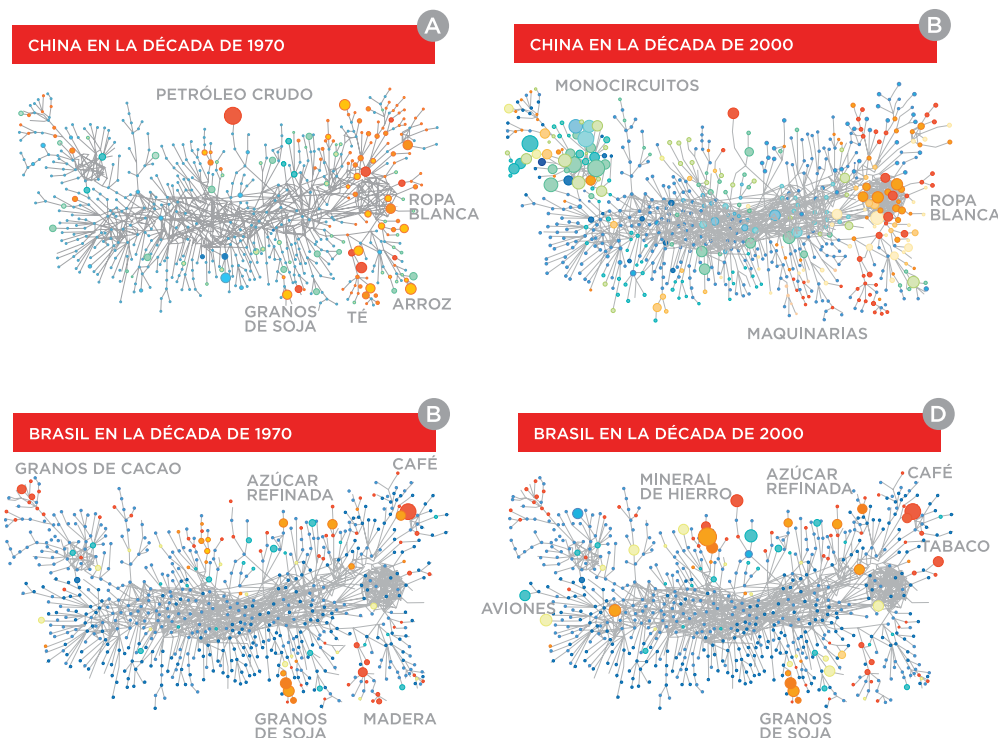 A
CHINA EN LA DÉCADA DE 1970
PETRÓLEO CRUDO
ROPA
BLANCA
GRANOS
DE SOJA
TÉ
ARROZ
B
CHINA EN LA DÉCADA DE 2000
MONOCIRCUITOS
ROPA
BLANCA
MAQUINARIAS
B
BRASIL EN LA DÉCADA DE 1970
GRANOS DE CACAO
AZÚCAR
REFINADA
CAFÉ
GRANOS
DE SOJA
MADERA
D
BRASIL EN LA DÉCADA DE 2000
MINERAL
DE HIERRO
AZÚCAR
REFINADA
CAFÉ
TABACO
AVIONES
GRANOS
DE SOJA